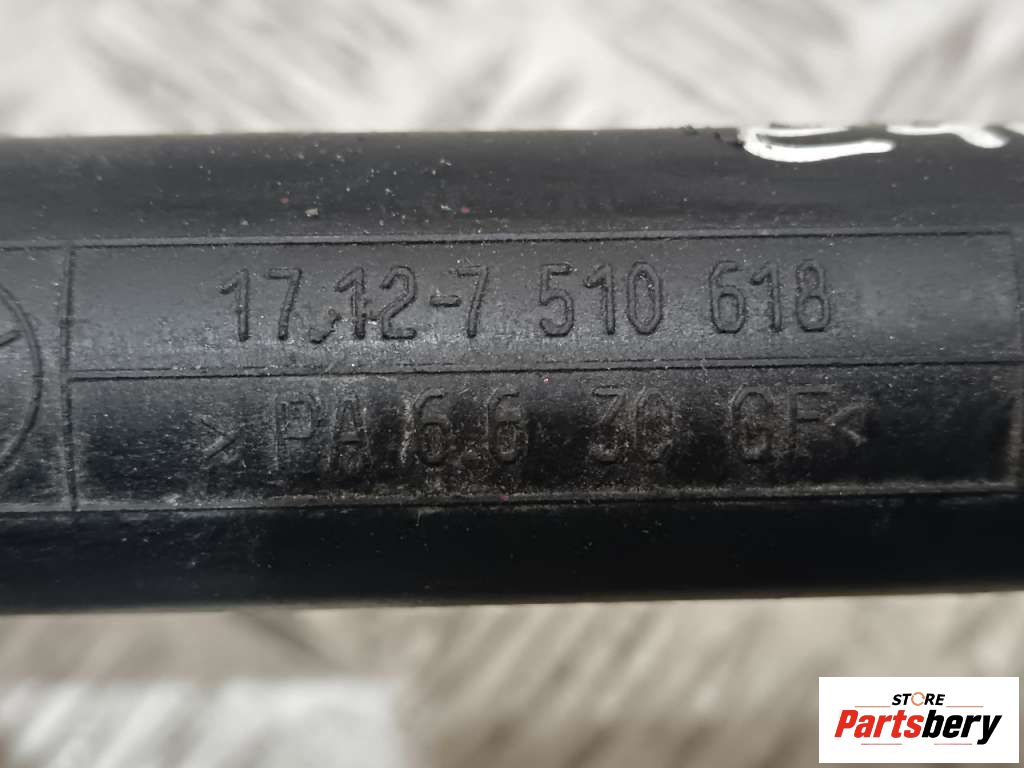 17.12-7 510 618
>PA 6.6 30 GF<
STORE
Partsbery